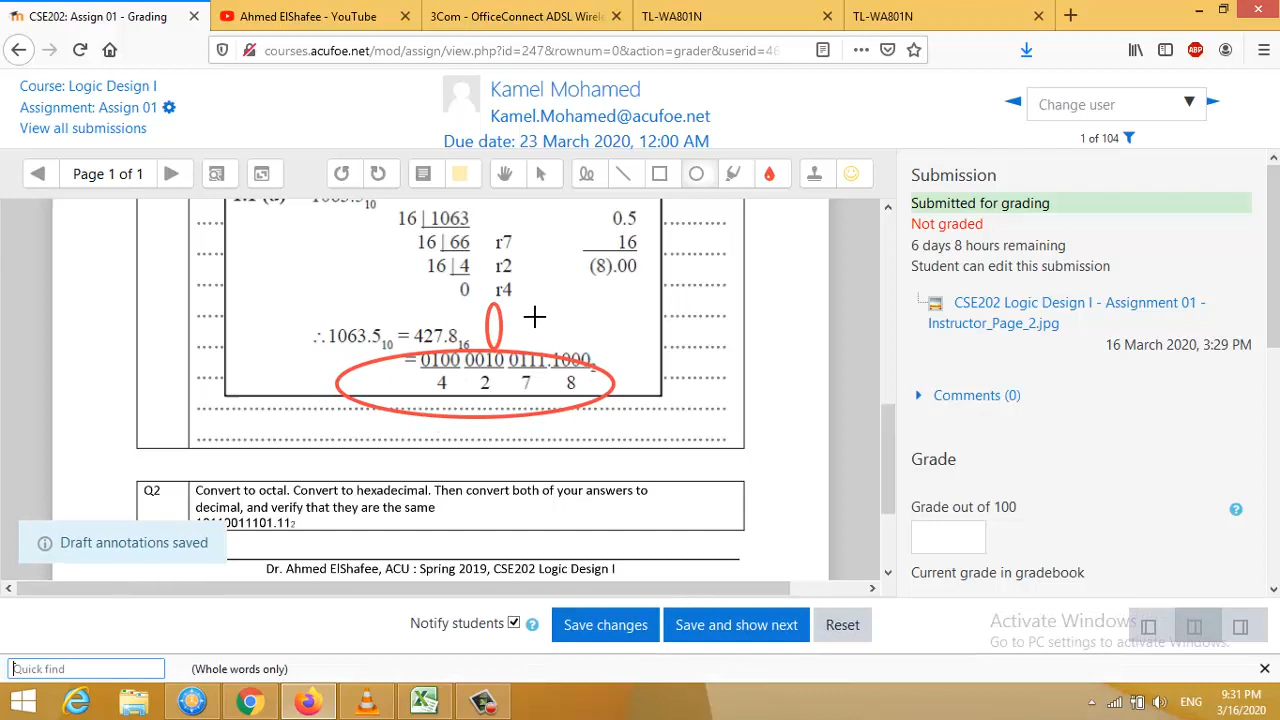 CSE202: Assign 01 - Grading
Ahmed ElShafee - YouTube
3Com - OfficeConnect ADSL Wirele
TL-WA801N
TL-WA801N
courses.acufoe.net/mod/assign/view.php?id=247&rownum=0&action=grader&userid=46
ABP
Course: Logic Design I
Assignment: Assign 01
View all submissions
Kamel Mohamed
Kamel.Mohamed@acufoe.net
Due date: 23 March 2020, 12:00 AM
Change user
1 of 104
Page 1 of 1
16 | 1063
0.5
16 | 66 r7
16
16 | 4 r2
(8).00
0 r4
∴1063.5₁₀ = 427.8₁₆
= 0100 0010 0111.1000₂
4 2 7 8
Q2
Convert to octal. Convert to hexadecimal. Then convert both of your answers to
decimal, and verify that they are the same
10110011101.11₂
Dr. Ahmed ElShafee, ACU : Spring 2019, CSE202 Logic Design I
Draft annotations saved
Submission
Submitted for grading
Not graded
6 days 8 hours remaining
Student can edit this submission
CSE202 Logic Design I - Assignment 01 -
Instructor_Page_2.jpg
16 March 2020, 3:29 PM
Comments (0)
Grade
Grade out of 100
Current grade in gradebook
Notify students
Save changes
Save and show next
Reset
Activate Windows
Go to PC settings to activate Windows.
Quick find
(Whole words only)
ENG
9:31 PM
3/16/2020